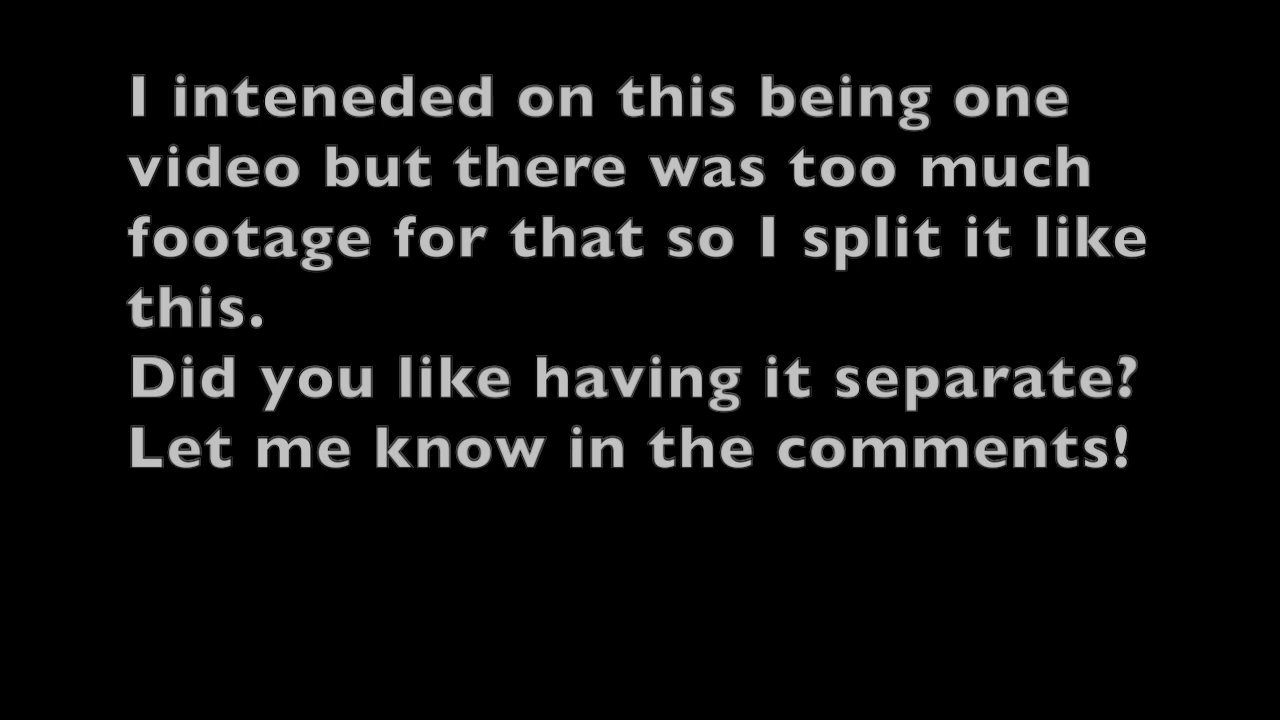 I inteneded on this being one
video but there was too much
footage for that so I split it like
this.
Did you like having it separate?
Let me know in the comments!